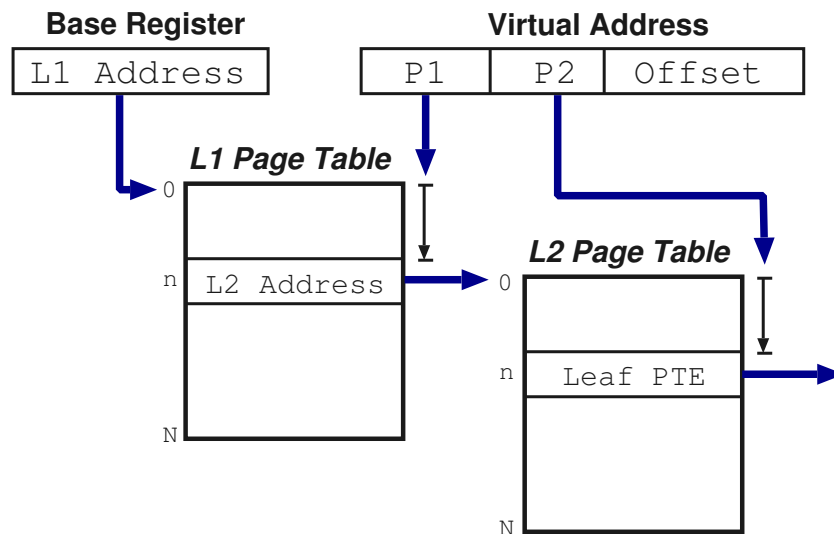 Base Register
Virtual Address
L1 Address
P1
P2
Offset
L1 Page Table
0
L2 Page Table
n
L2 Address
0
n
Leaf PTE
N
N